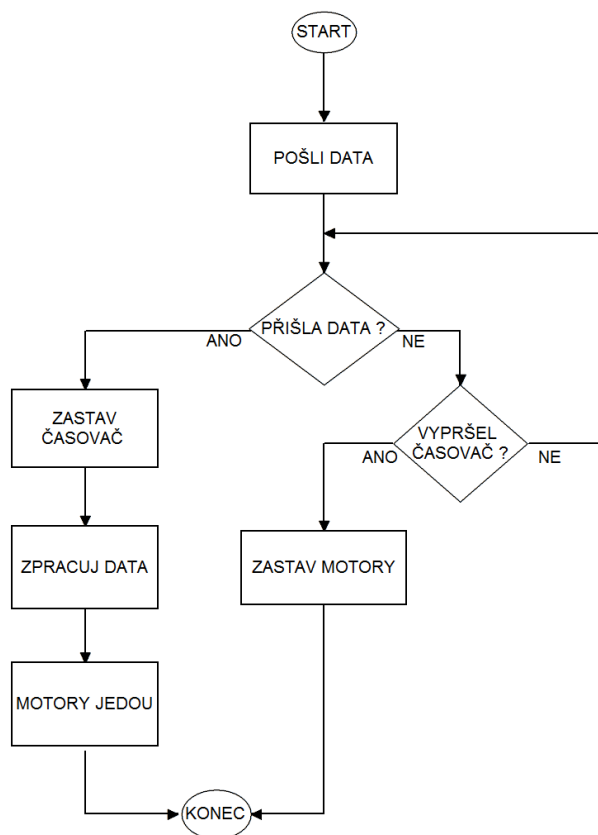 START
POŠLI DATA
PŘIŠLA DATA ?
ANO
NE
ZASTAV
ČASOVAČ
VYPRŠEL
ČASOVAČ ?
ANO
NE
ZPRACUJ DATA
ZASTAV MOTORY
MOTORY JEDOU
KONEC